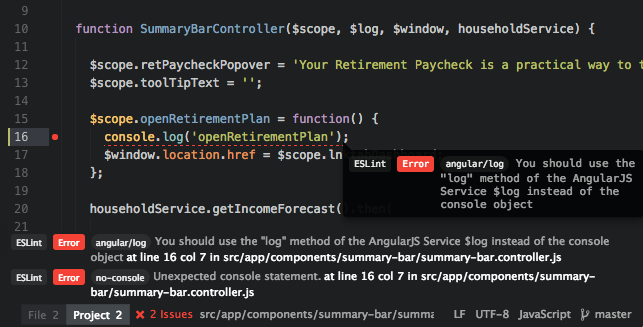 9
10 function SummaryBarController($scope, $log, $window, householdService) {
11
12 $scope.retPaycheckPopover = 'Your Retirement Paycheck is a practical way to
13 $scope.toolTipText = '';
14
15 $scope.openRetirementPlan = function() {
16 console.log('openRetirementPlan');
17 $window.location.href = $scope.ln
ESLint Error angular/log You should use the
"log" method of the AngularJS
Service $log instead of the
console object
18 };
19
20 householdService.getIncomeForecast()
21
ESLint Error angular/log You should use the "log" method of the AngularJS Service $log instead of the console
object at line 16 col 7 in src/app/components/summary-bar/summary-bar.controller.js
ESLint Error no-console Unexpected console statement. at line 16 col 7 in src/app/components/summary-
bar/summary-bar.controller.js
File 2 Project 2 2 Issues src/app/components/summary-bar/summa LF UTF-8 JavaScript master